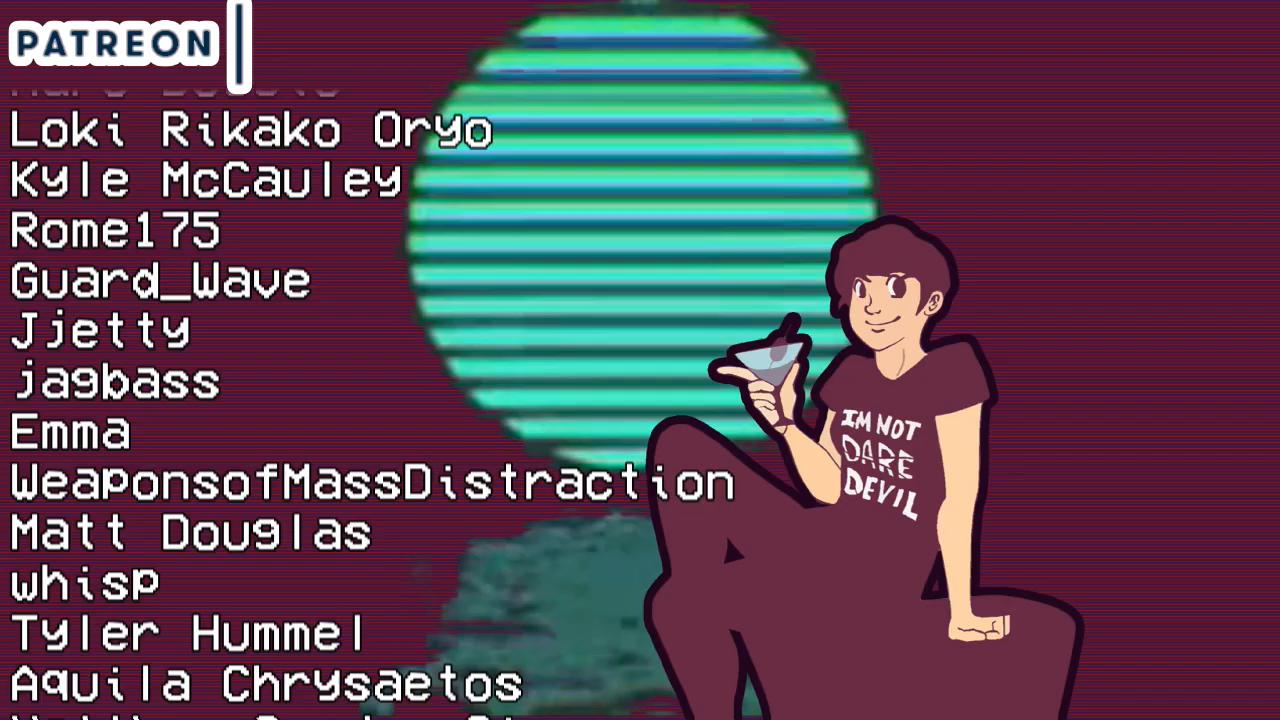 PATREON
Loki Rikako Oryo
Kyle McCauley
Rome175
Guard_Wave
Jjetty
jagbass
Emma
WeaponsofMassDistraction
Matt Douglas
whisp
Tyler Hummel
Aquila Chrysaetos
IM NOT
DARE
DEVIL